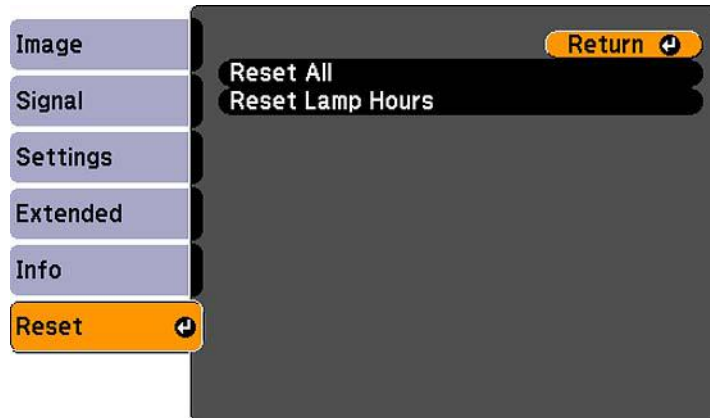 Image
Signal
Settings
Extended
Info
Reset
Return
Reset All
Reset Lamp Hours